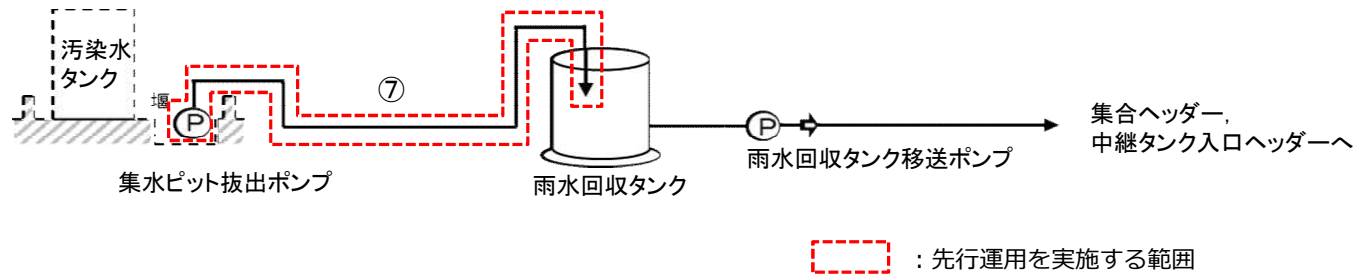 汚染水
タンク
堰
P
⑦
集水ピット抜出ポンプ
雨水回収タンク
P
雨水回収タンク移送ポンプ
集合ヘッダー,
中継タンク入口ヘッダーへ
：先行運用を実施する範囲